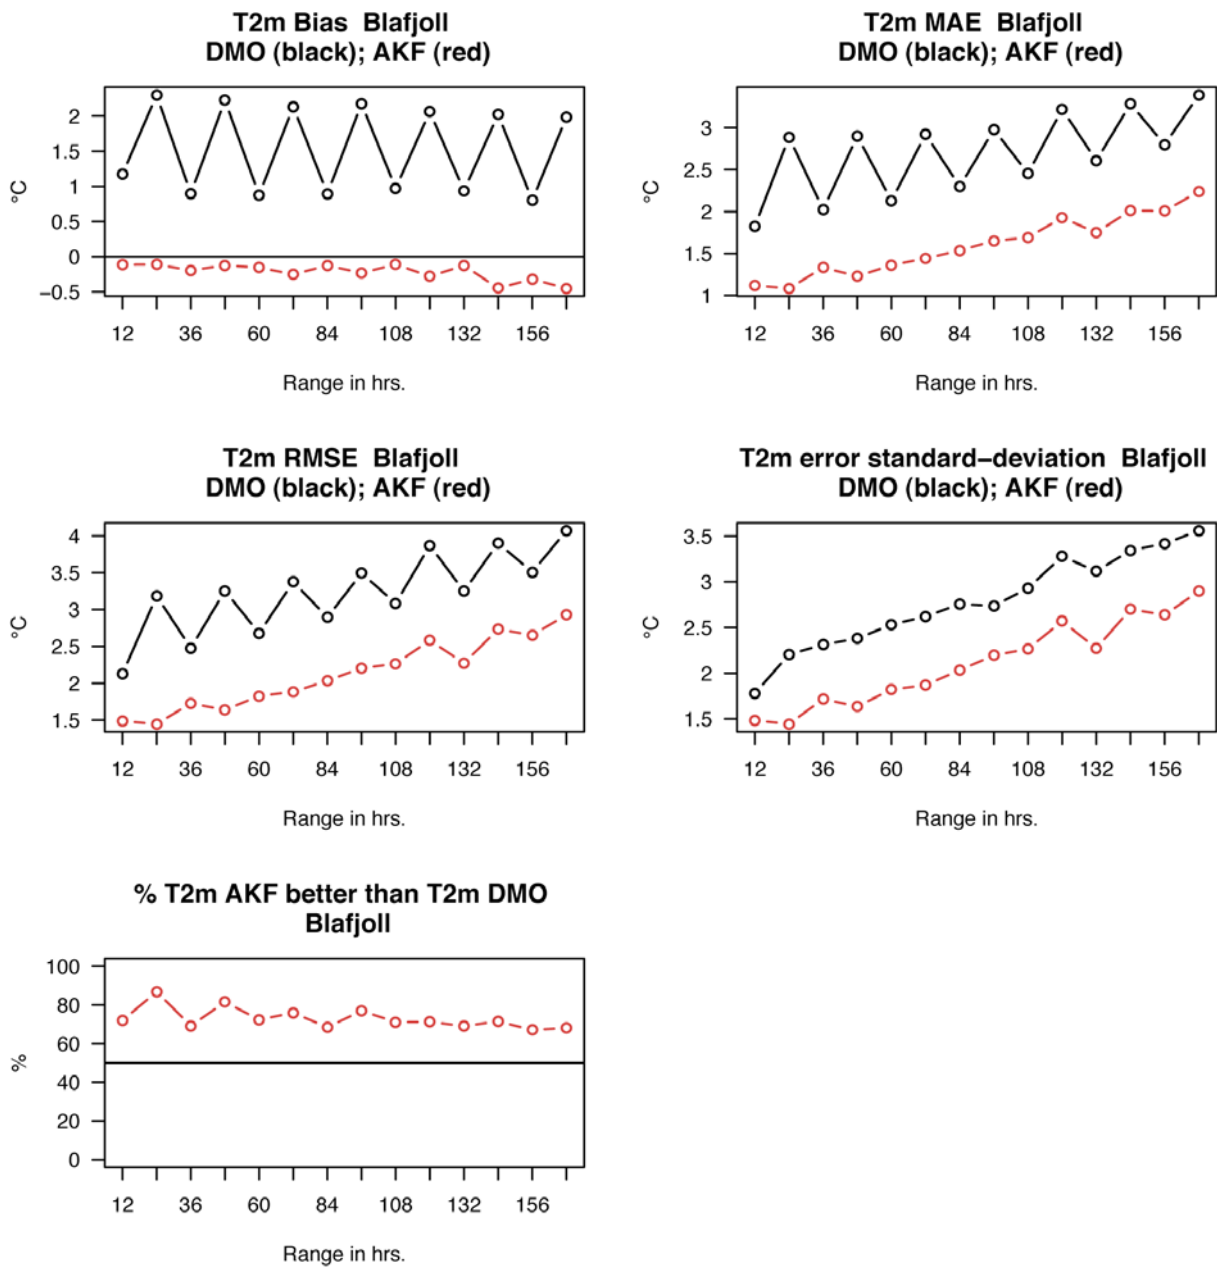 T2m Bias  Blafjoll
DMO (black); AKF (red)
2
1.5
1
0.5
0
−0.5
°C
12 36 60 84 108 132 156
Range in hrs.
T2m MAE  Blafjoll
DMO (black); AKF (red)
3
2.5
2
1.5
1
°C
12 36 60 84 108 132 156
Range in hrs.
T2m RMSE  Blafjoll
DMO (black); AKF (red)
4
3.5
3
2.5
2
1.5
°C
12 36 60 84 108 132 156
Range in hrs.
T2m error standard−deviation  Blafjoll
DMO (black); AKF (red)
3.5
3
2.5
2
1.5
°C
12 36 60 84 108 132 156
Range in hrs.
% T2m AKF better than T2m DMO
Blafjoll
100
80
60
40
20
0
%
12 36 60 84 108 132 156
Range in hrs.